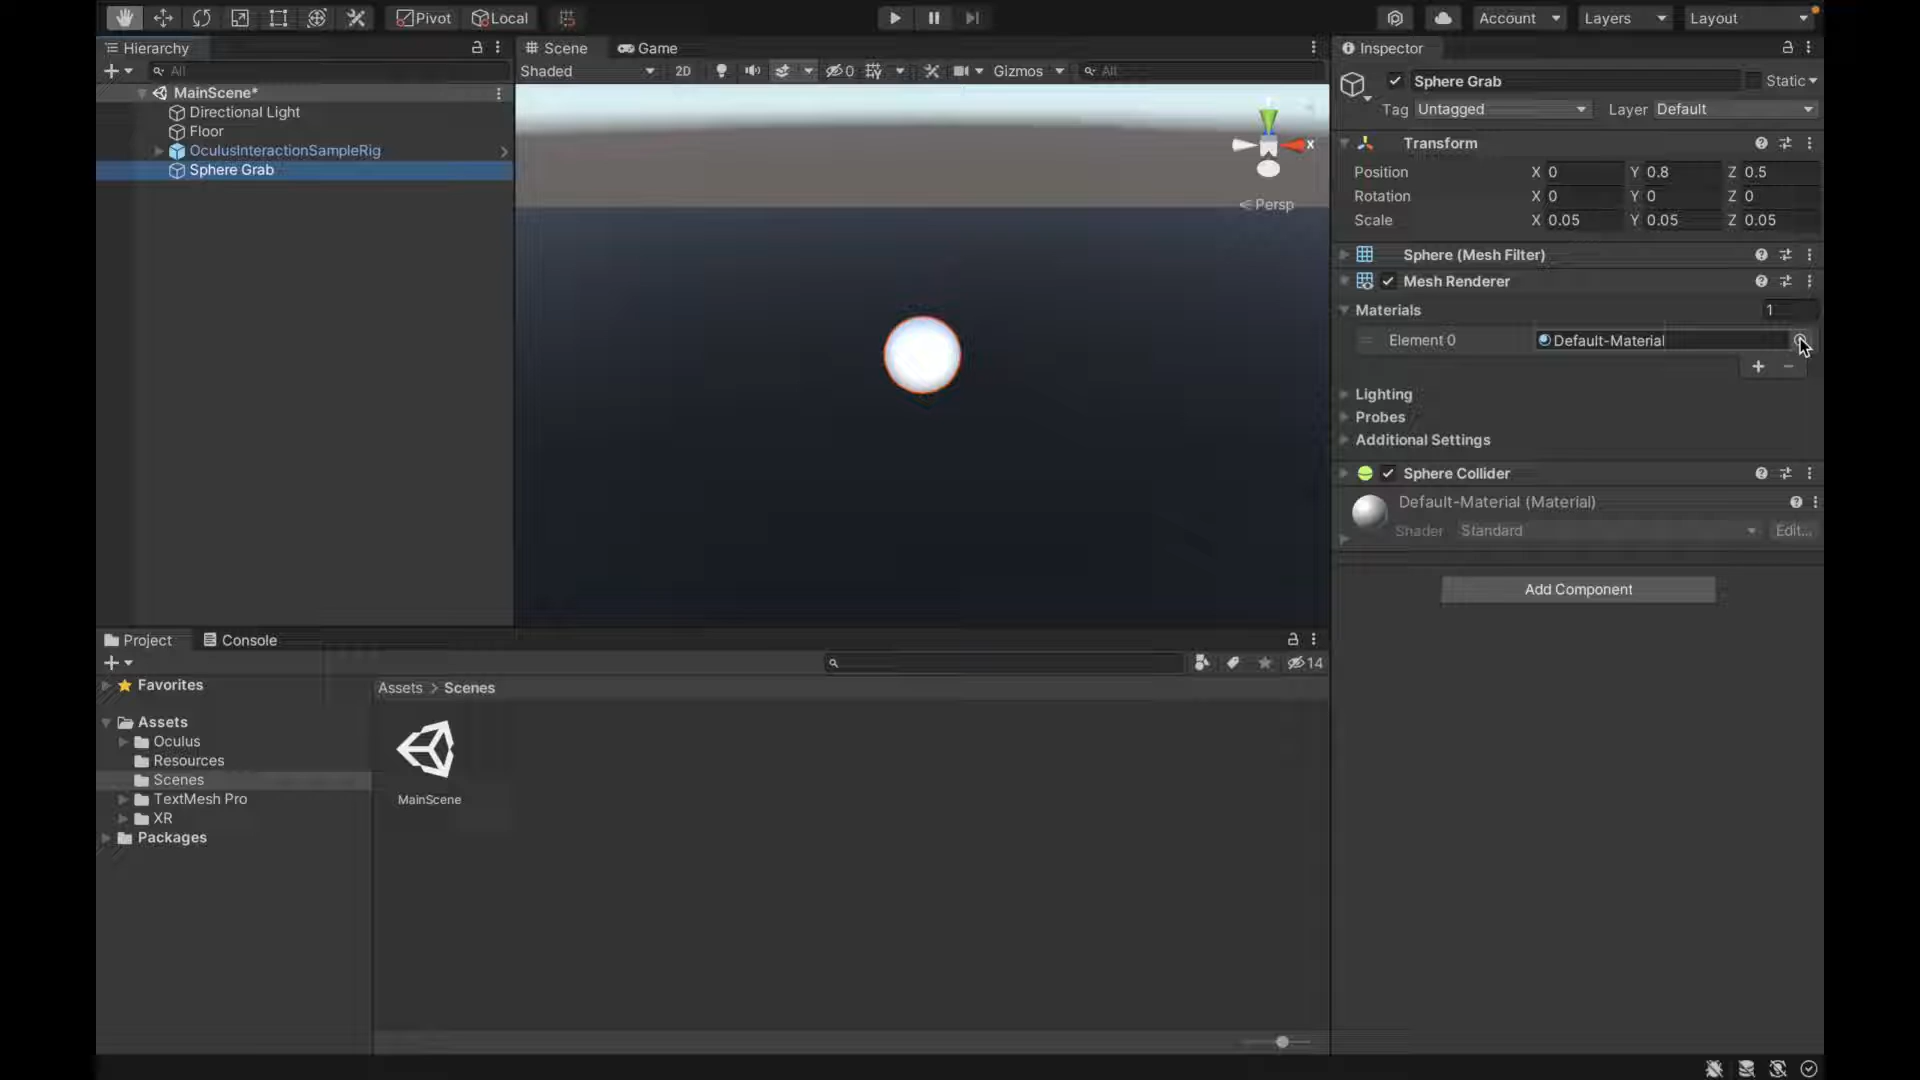 Pivot Local Account Layers Layout
Hierarchy
All
MainScene*
Directional Light
Floor
OculusInteractionSampleRig
Sphere Grab
Scene Game
Shaded 2D 0 Gizmos All
x
Persp
Inspector
Sphere Grab Static
Tag Untagged Layer Default
Transform
Position X 0 Y 0.8 Z 0.5
Rotation X 0 Y 0 Z 0
Scale X 0.05 Y 0.05 Z 0.05
Sphere (Mesh Filter)
Mesh Renderer
Materials 1
Element 0 Default-Material
Lighting
Probes
Additional Settings
Sphere Collider
Default-Material (Material)
Shader Standard Edit...
Add Component
Project Console
14
Favorites
Assets
Oculus
Resources
Scenes
TextMesh Pro
XR
Packages
Assets > Scenes
MainScene